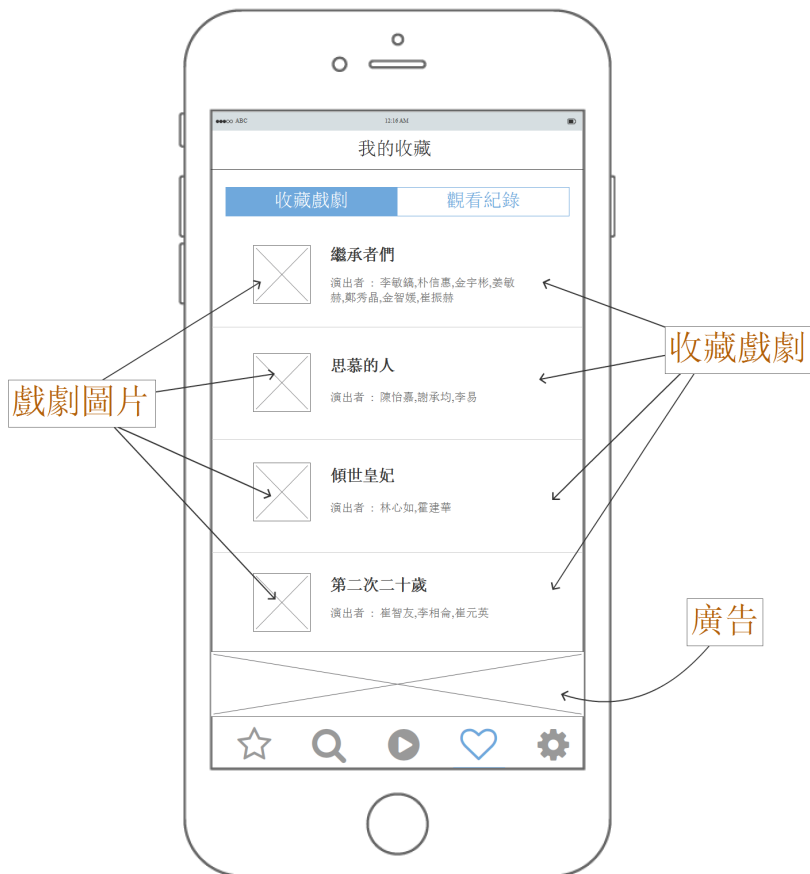 ABC 12:16 AM
我的收藏
收藏戲劇 觀看紀錄
繼承者們
演出者 : 李敏鎬,朴信惠,金宇彬,姜敏
赫,鄭秀晶,金智媛,崔振赫
思慕的人
演出者 : 陳怡嘉,謝承均,李易
傾世皇妃
演出者 : 林心如,霍建華
第二次二十歲
演出者 : 崔智友,李相侖,崔元英
戲劇圖片
收藏戲劇
廣告